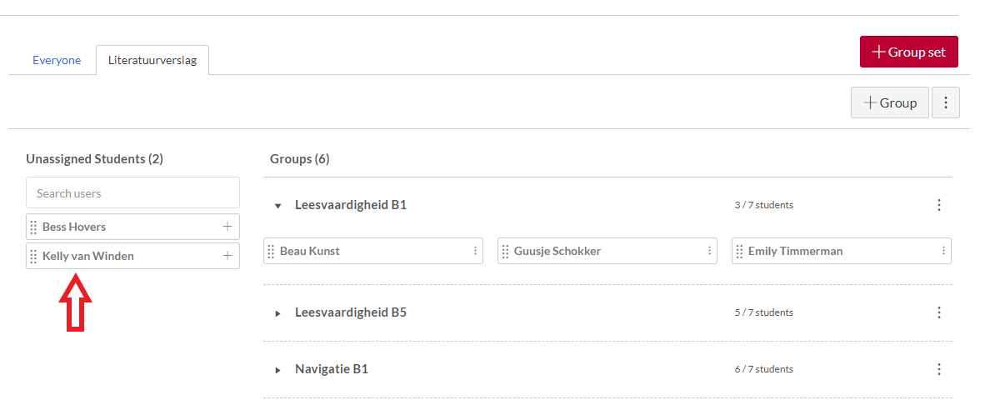 Everyone
Literatuurverslag
+ Group set
+ Group
Unassigned Students (2)
Groups (6)
Search users
Leesvaardigheid B1
3 / 7 students
Bess Hovers +
Kelly van Winden +
Beau Kunst
Guusje Schokker
Emily Timmerman
Leesvaardigheid B5
5 / 7 students
Navigatie B1
6 / 7 students